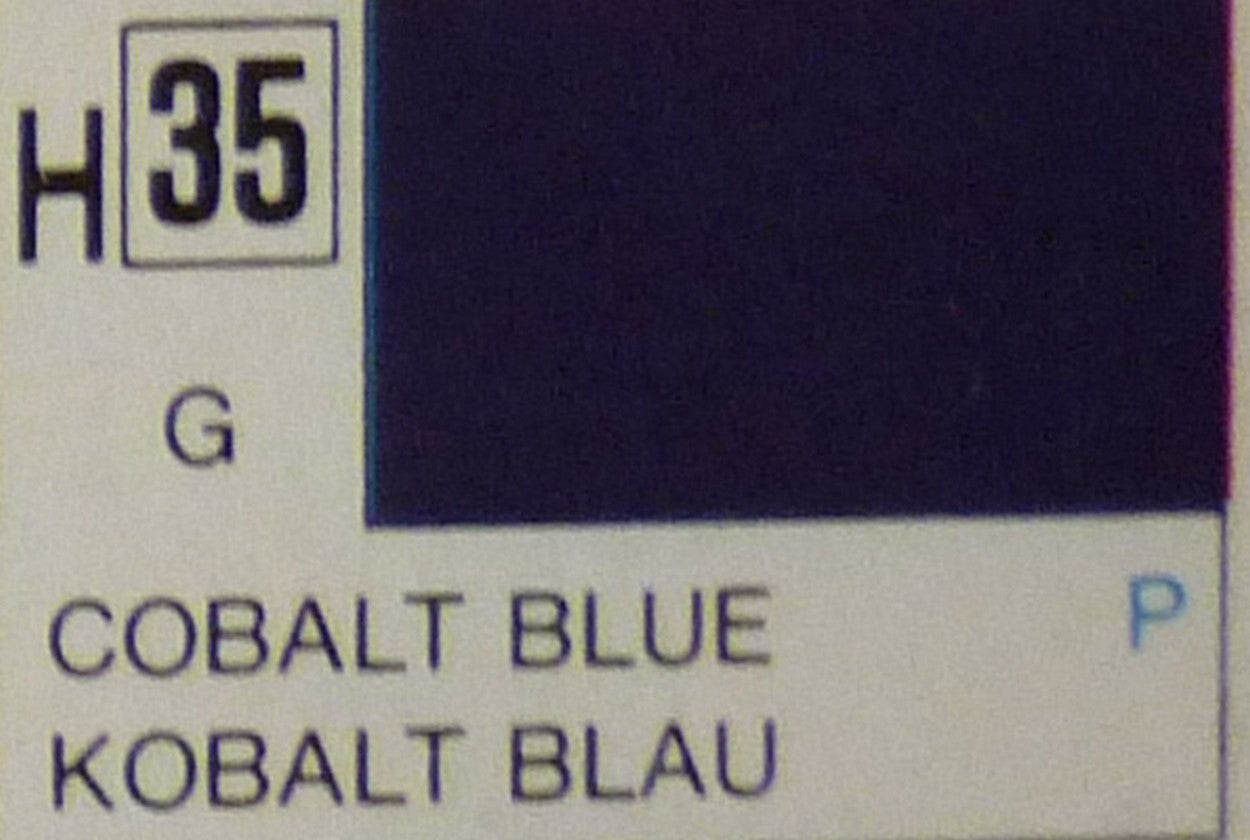 H 35
G
COBALT BLUE P
KOBALT BLAU